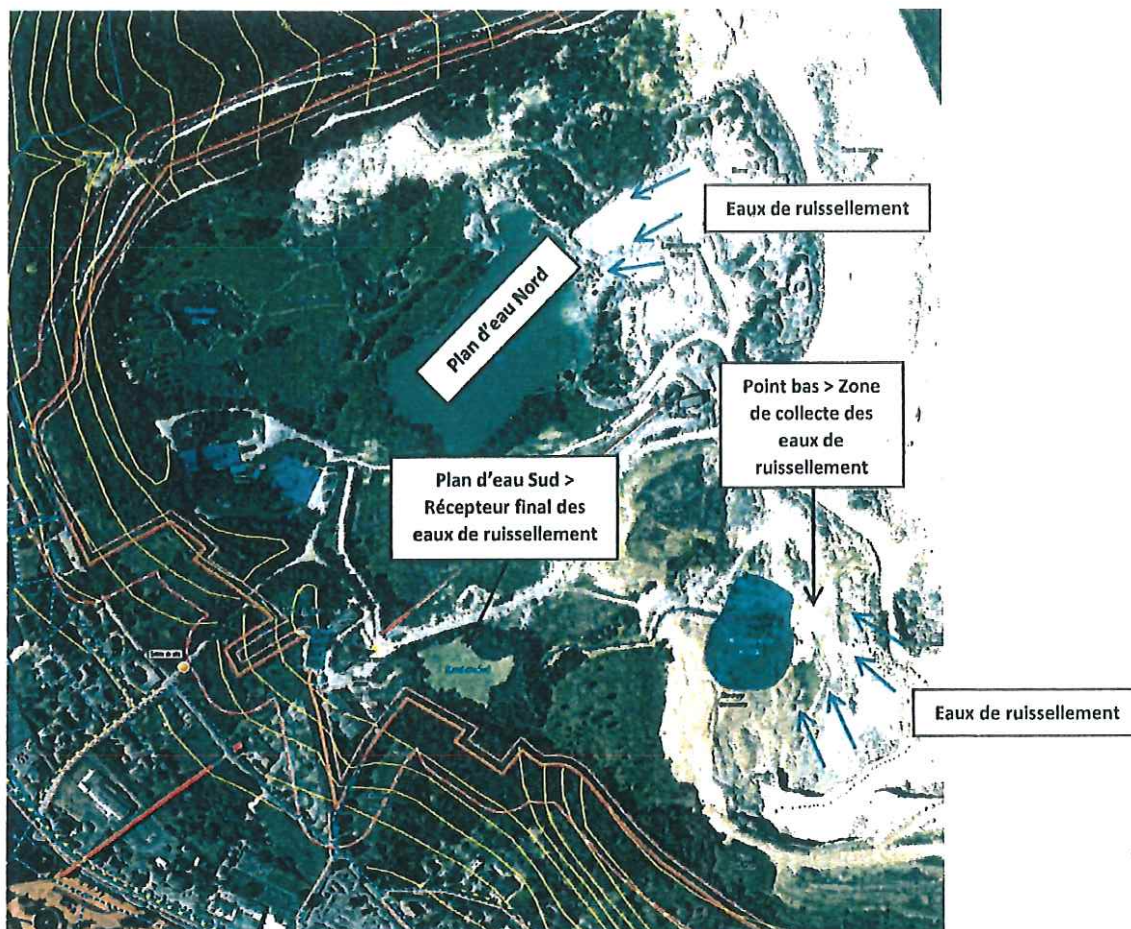 Eaux de ruissellement
Plan d'eau Nord
Point bas > Zone
de collecte des
eaux de
ruissellement
Plan d'eau Sud >
Récepteur final des
eaux de ruissellement
Eaux de ruissellement